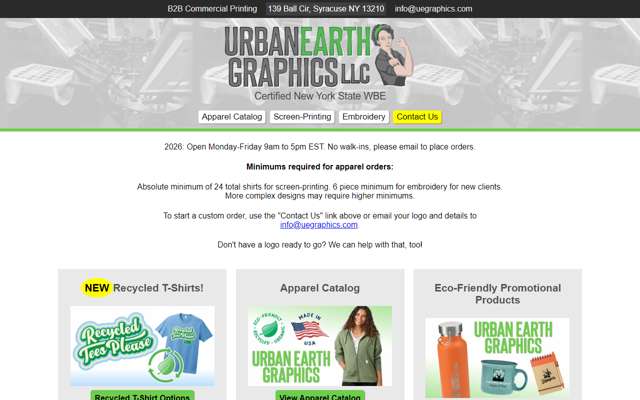 B2B Commercial Printing 139 Ball Cir, Syracuse NY 13210 info@uegraphics.com
URBANEARTH
GRAPHICS LLC
Certified New York State WBE
Apparel Catalog Screen-Printing Embroidery Contact Us
2026: Open Monday-Friday 9am to 5pm EST. No walk-ins, please email to place orders.
Minimums required for apparel orders:
Absolute minimum of 24 total shirts for screen-printing. 6 piece minimum for embroidery for new clients.
More complex designs may require higher minimums.
To start a custom order, use the "Contact Us" link above or email your logo and details to
info@uegraphics.com.
Don't have a logo ready to go? We can help with that, too!
NEW Recycled T-Shirts!
Recycled
Tees Please
Recycled T-Shirt Options
Apparel Catalog
MADE IN
USA
URBAN EARTH
GRAPHICS
View Apparel Catalog
Eco-Friendly Promotional
Products
URBAN EARTH
GRAPHICS